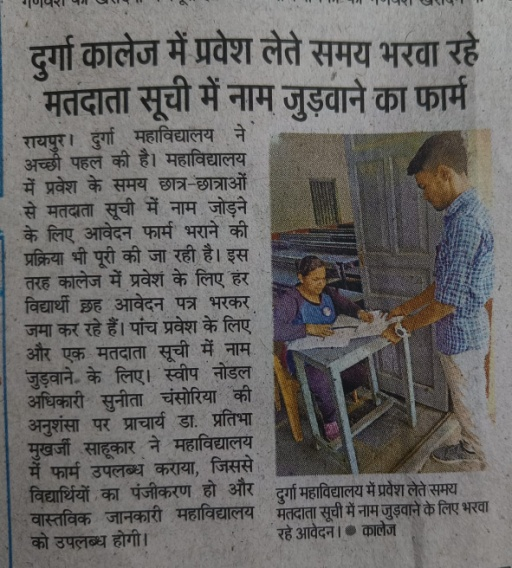 दुर्गा कालेज में प्रवेश लेते समय भरवा रहे
मतदाता सूची में नाम जुड़वाने का फार्म
रायपुर। दुर्गा महाविद्यालय ने
अच्छी पहल की है। महाविद्यालय
में प्रवेश के समय छात्र-छात्राओं
से मतदाता सूची में नाम जोड़ने
के लिए आवेदन फार्म भराने की
प्रक्रिया भी पूरी की जा रही है। इस
तरह कालेज में प्रवेश के लिए हर
विद्यार्थी छह आवेदन पत्र भरकर
जमा कर रहे हैं। पांच प्रवेश के लिए
और एक मतदाता सूची में नाम
जुड़वाने के लिए। स्वीप नोडल
अधिकारी सुनीता चंसोरिया की
अनुशंसा पर प्राचार्य डा. प्रतिभा
मुखर्जी साहूकार ने महाविद्यालय
में फार्म उपलब्ध कराया, जिससे
विद्यार्थियों का पंजीकरण हो और
वास्तविक जानकारी महाविद्यालय
को उपलब्ध होगी।
दुर्गा महाविद्यालय में प्रवेश लेते समय
मतदाता सूची में नाम जुड़वाने के लिए भरवा
रहे आवेदन। ● कालेज